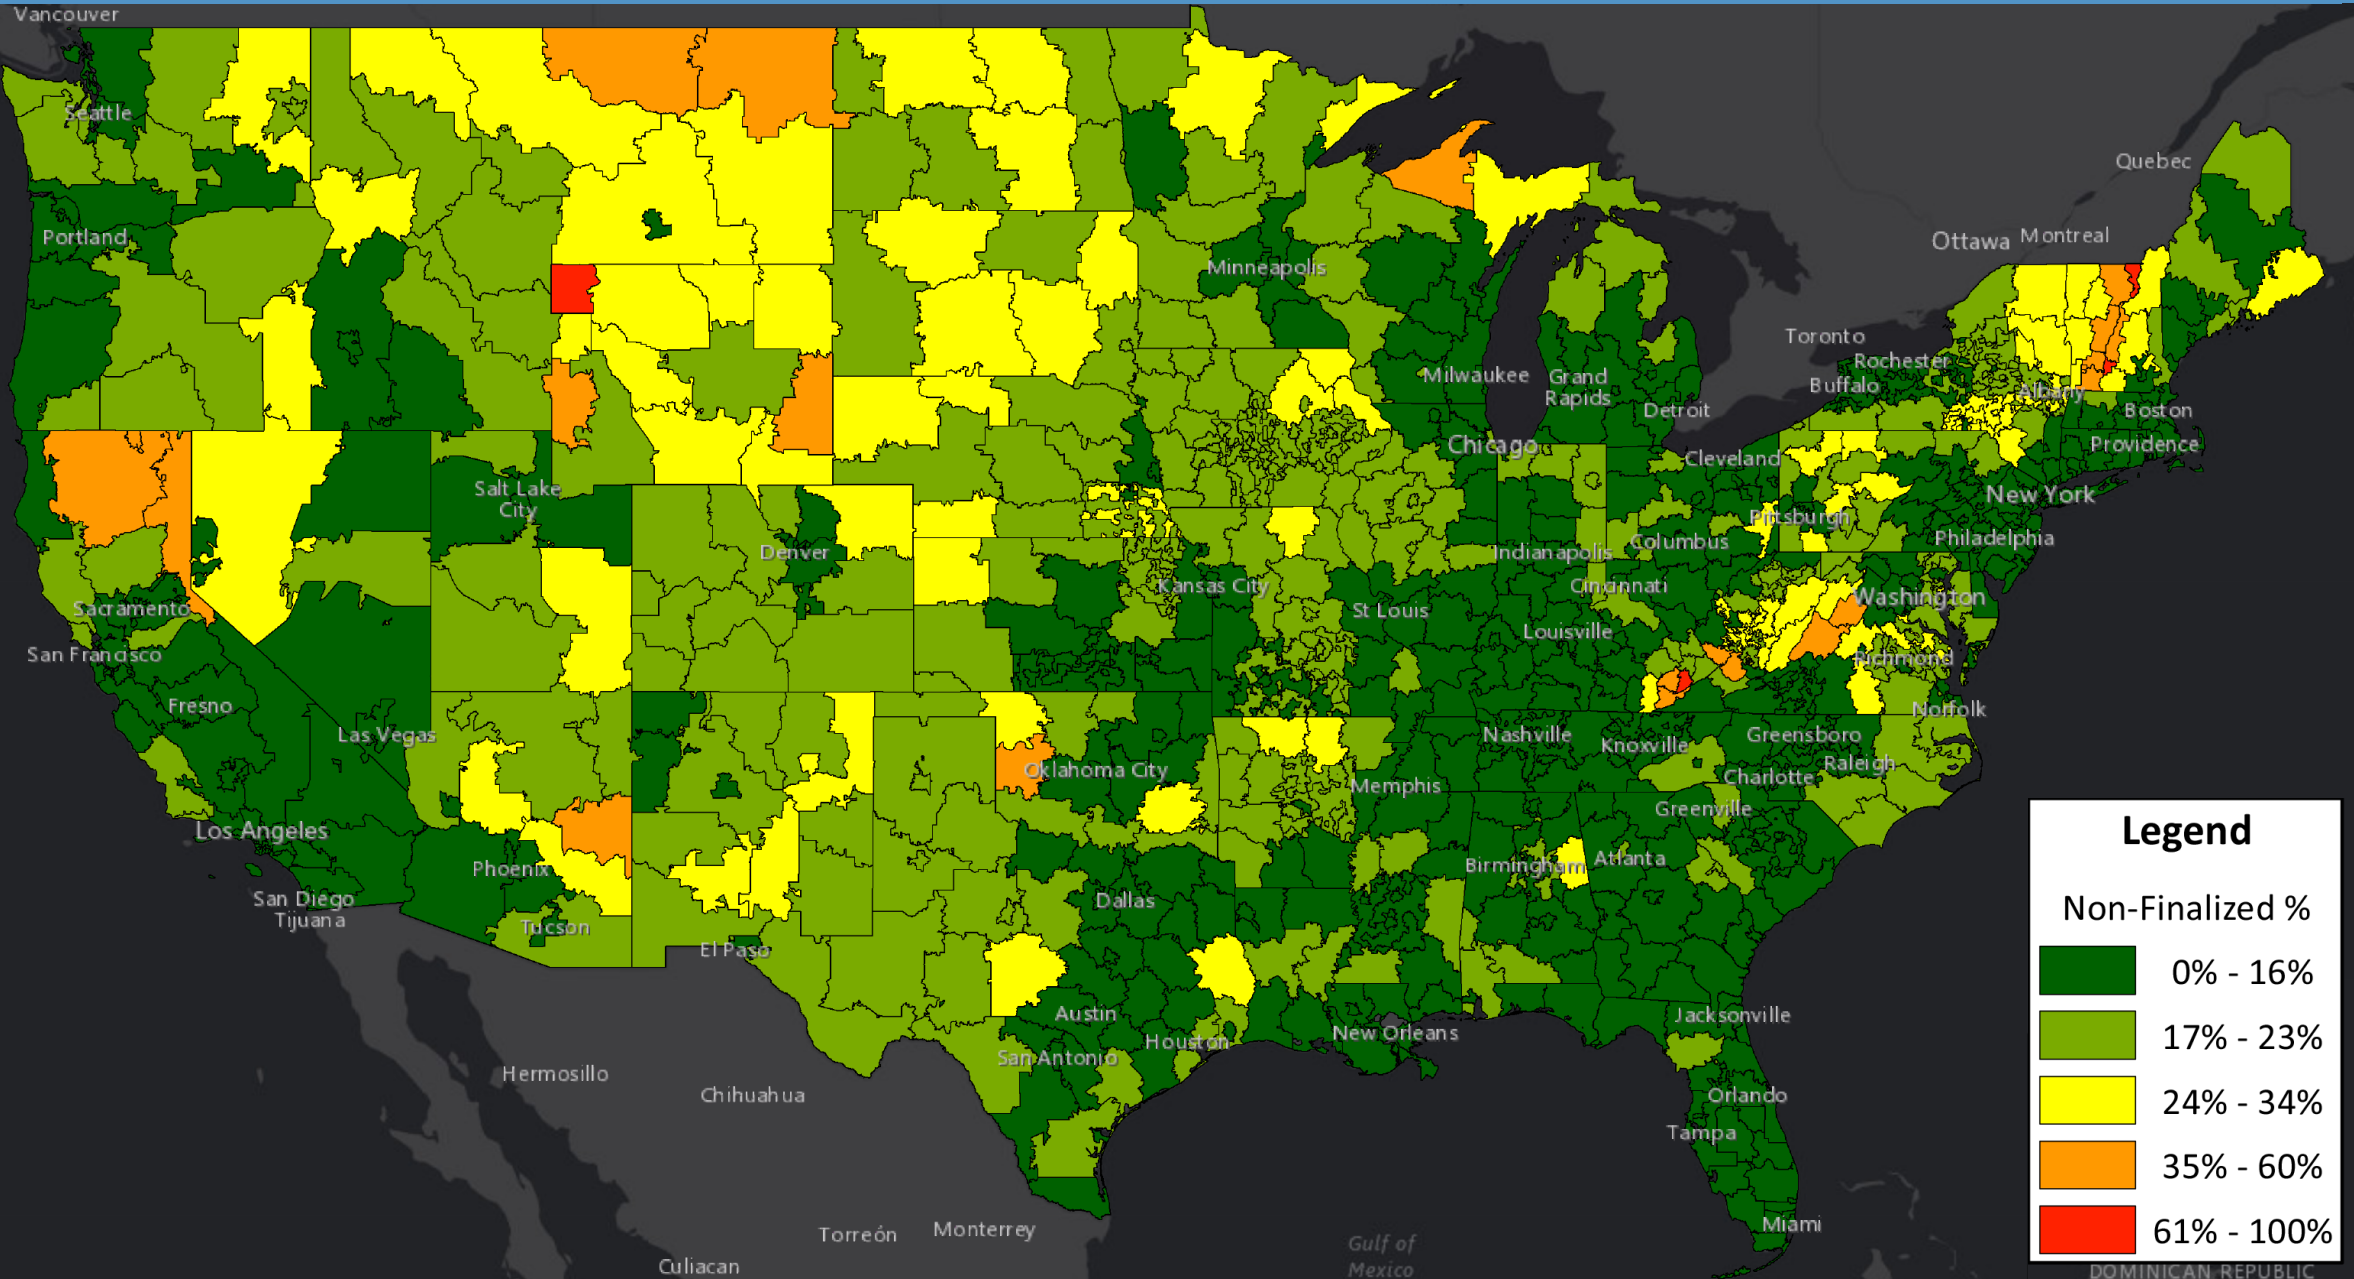 Vancouver
Seattle
Quebec
Portland
Ottawa
Montreal
Minneapolis
Toronto
Rochester
Milwaukee
Grand
Rapids
Buffalo
Albany
Detroit
Boston
Chicago
Providence
Cleveland
Salt Lake
City
New York
Pittsburgh
Denver
Indianapolis
Columbus
Philadelphia
Kansas City
Cincinnati
Washington
Sacramento
St Louis
Louisville
San Francisco
Richmond
Fresno
Norfolk
Las Vegas
Nashville
Knoxville
Greensboro
Oklahoma City
Charlotte
Raleigh
Memphis
Greenville
Los Angeles
Phoenix
Birmingham
Atlanta
San Diego
Tijuana
Dallas
Tucson
El Paso
Austin
Jacksonville
New Orleans
Houston
San Antonio
Hermosillo
Chihuahua
Orlando
Tampa
Miami
Torreón
Monterrey
Gulf of
Mexico
Culiacan
DOMINICAN REPUBLIC
Legend
Non-Finalized %
0% - 16%
17% - 23%
24% - 34%
35% - 60%
61% - 100%